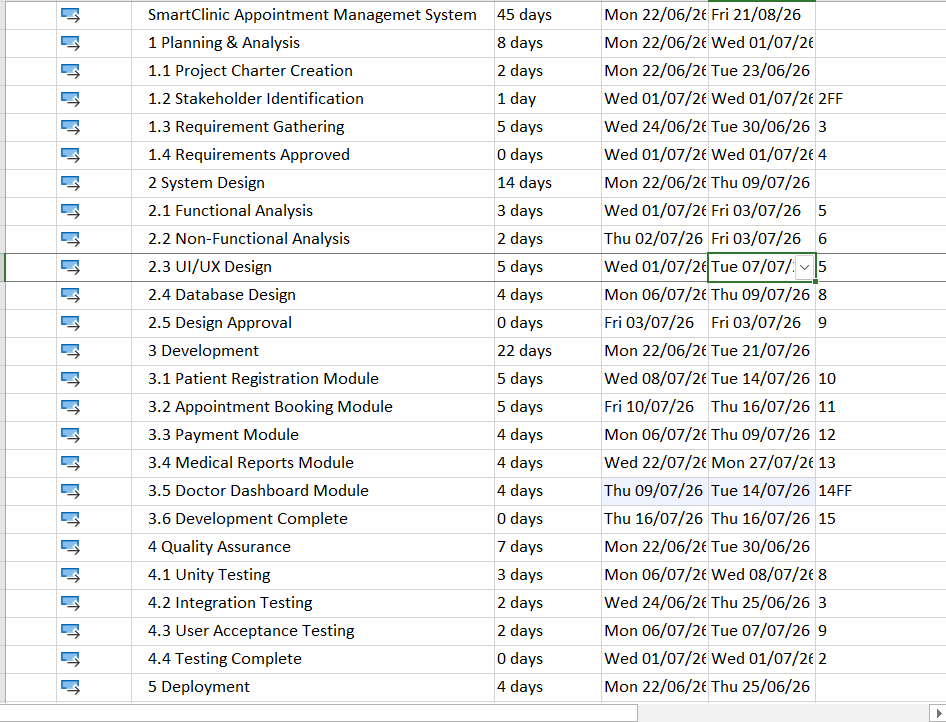 SmartClinic Appointment Managemet System 45 days Mon 22/06/26 Fri 21/08/26
1 Planning & Analysis 8 days Mon 22/06/26 Wed 01/07/26
1.1 Project Charter Creation 2 days Mon 22/06/26 Tue 23/06/26
1.2 Stakeholder Identification 1 day Wed 01/07/26 Wed 01/07/26 2FF
1.3 Requirement Gathering 5 days Wed 24/06/26 Tue 30/06/26 3
1.4 Requirements Approved 0 days Wed 01/07/26 Wed 01/07/26 4
2 System Design 14 days Mon 22/06/26 Thu 09/07/26
2.1 Functional Analysis 3 days Wed 01/07/26 Fri 03/07/26 5
2.2 Non-Functional Analysis 2 days Thu 02/07/26 Fri 03/07/26 6
2.3 UI/UX Design 5 days Wed 01/07/26 Tue 07/07/ 5
2.4 Database Design 4 days Mon 06/07/26 Thu 09/07/26 8
2.5 Design Approval 0 days Fri 03/07/26 Fri 03/07/26 9
3 Development 22 days Mon 22/06/26 Tue 21/07/26
3.1 Patient Registration Module 5 days Wed 08/07/26 Tue 14/07/26 10
3.2 Appointment Booking Module 5 days Fri 10/07/26 Thu 16/07/26 11
3.3 Payment Module 4 days Mon 06/07/26 Thu 09/07/26 12
3.4 Medical Reports Module 4 days Wed 22/07/26 Mon 27/07/26 13
3.5 Doctor Dashboard Module 4 days Thu 09/07/26 Tue 14/07/26 14FF
3.6 Development Complete 0 days Thu 16/07/26 Thu 16/07/26 15
4 Quality Assurance 7 days Mon 22/06/26 Tue 30/06/26
4.1 Unity Testing 3 days Mon 06/07/26 Wed 08/07/26 8
4.2 Integration Testing 2 days Wed 24/06/26 Thu 25/06/26 3
4.3 User Acceptance Testing 2 days Mon 06/07/26 Tue 07/07/26 9
4.4 Testing Complete 0 days Wed 01/07/26 Wed 01/07/26 2
5 Deployment 4 days Mon 22/06/26 Thu 25/06/26